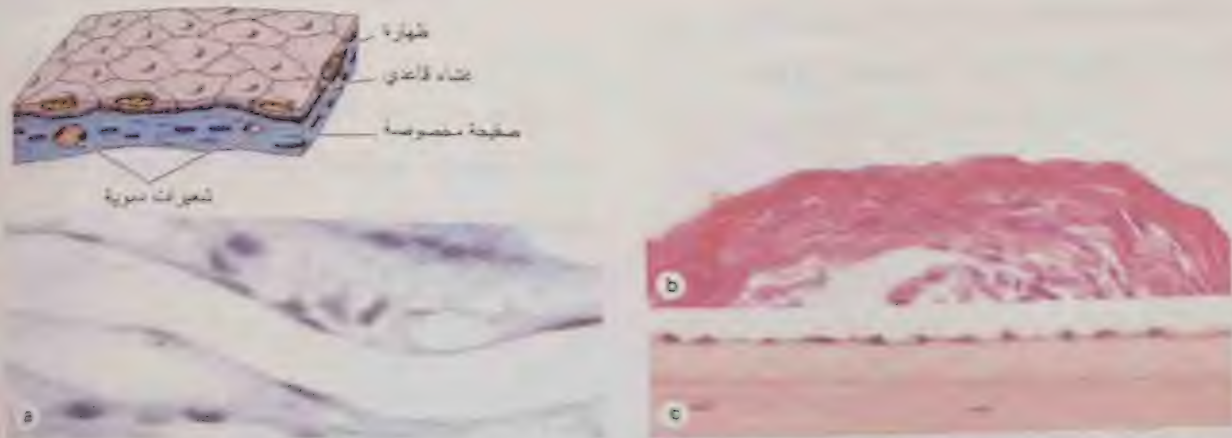 ظهارة
غشاء قاعدي
صفيحة مخصوصة
شعيرات دموية
a
b
c